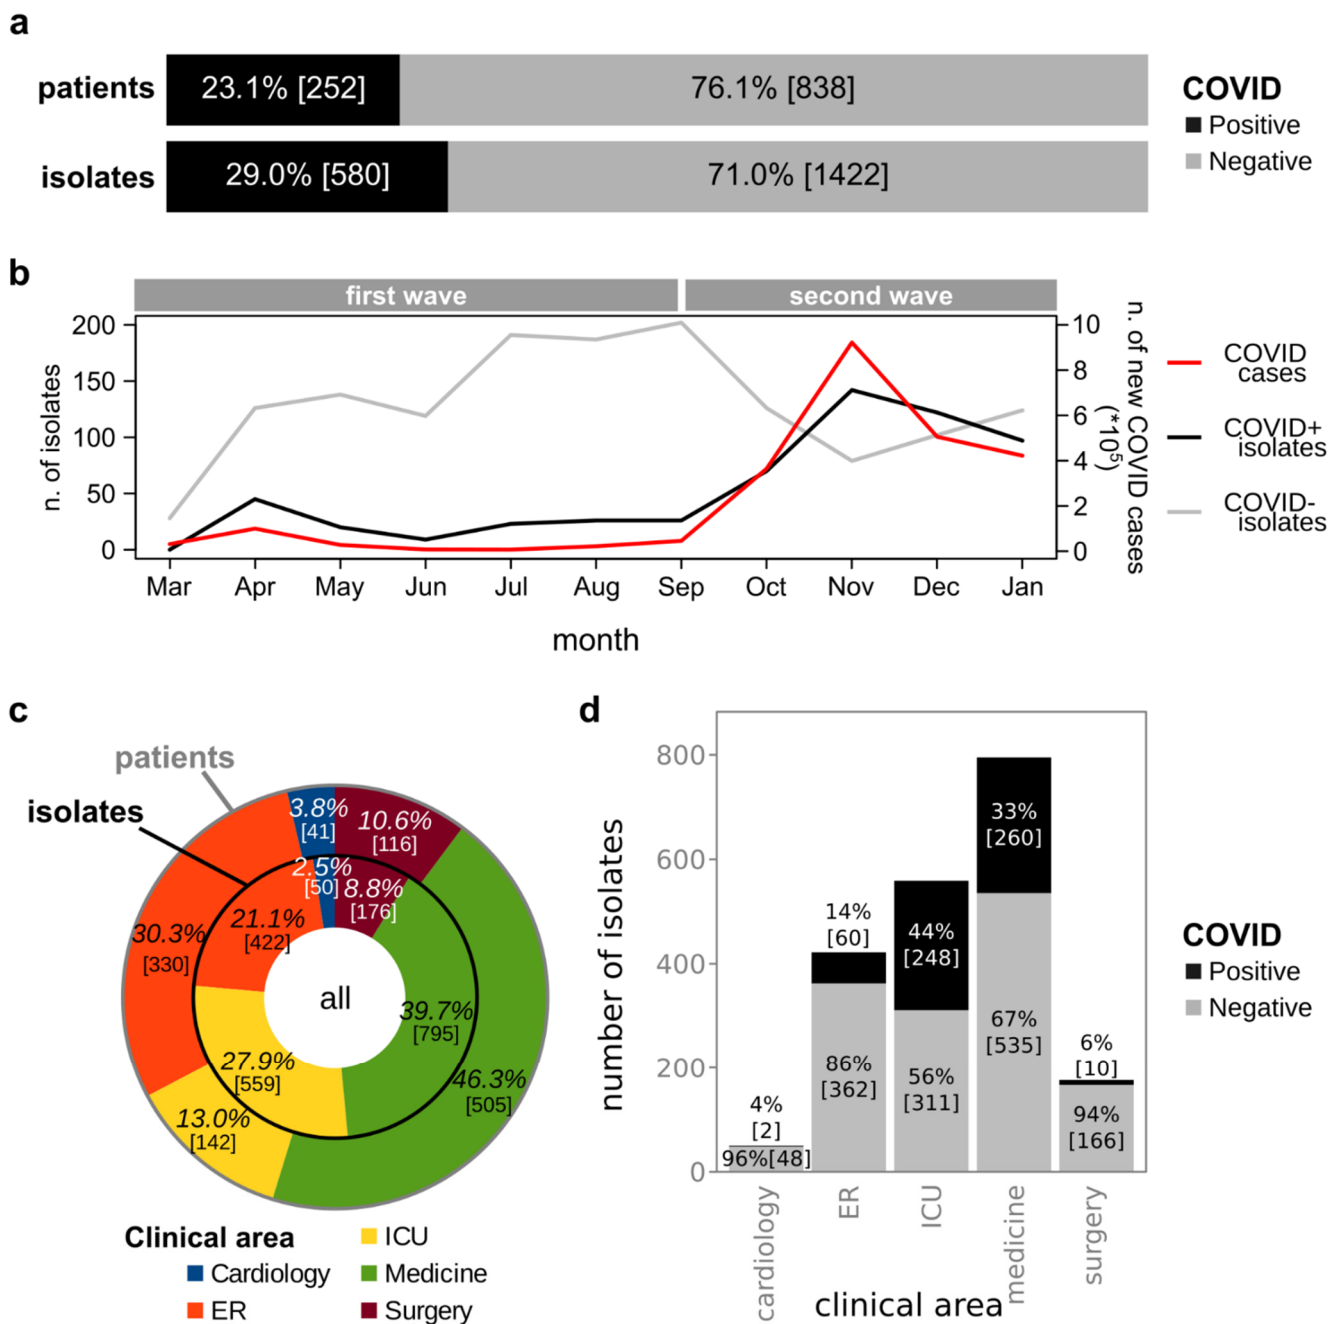 a
patients
23.1% [252]
76.1% [838]
isolates
29.0% [580]
71.0% [1422]
COVID
Positive
Negative
b
first wave
second wave
200
150
100
50
0
n. of isolates
10
8
6
4
2
0
n. of new COVID cases
(*10⁵)
Mar Apr May Jun Jul Aug Sep Oct Nov Dec Jan
month
COVID
cases
COVID+
isolates
COVID-
isolates
c
patients
isolates
3.8%
[41]
10.6%
[116]
2.5%
[50]
8.8%
[176]
30.3%
[330]
21.1%
[422]
all
39.7%
[795]
27.9%
[559]
46.3%
[505]
13.0%
[142]
Clinical area
ICU
Cardiology
Medicine
ER
Surgery
d
number of isolates
800
600
400
200
0
4%
[2]
96%[48]
14%
[60]
86%
[362]
44%
[248]
56%
[311]
33%
[260]
67%
[535]
6%
[10]
94%
[166]
cardiology
ER
ICU
medicine
surgery
clinical area
COVID
Positive
Negative